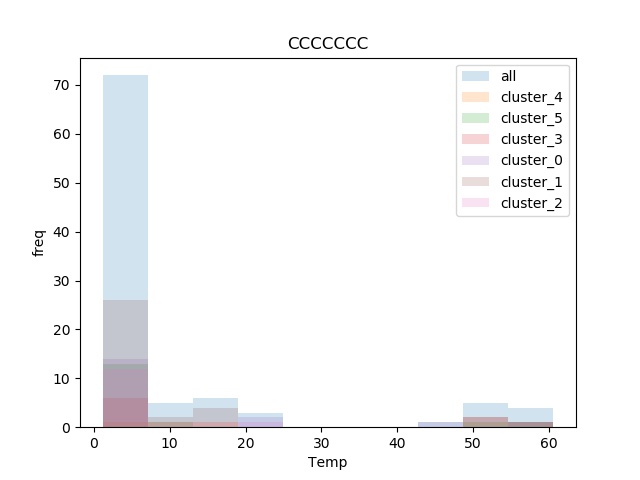 CCCCCCC
all
cluster_4
cluster_5
cluster_3
cluster_0
cluster_1
cluster_2
freq
70
60
50
40
30
20
10
0
0 10 20 30 40 50 60
Temp